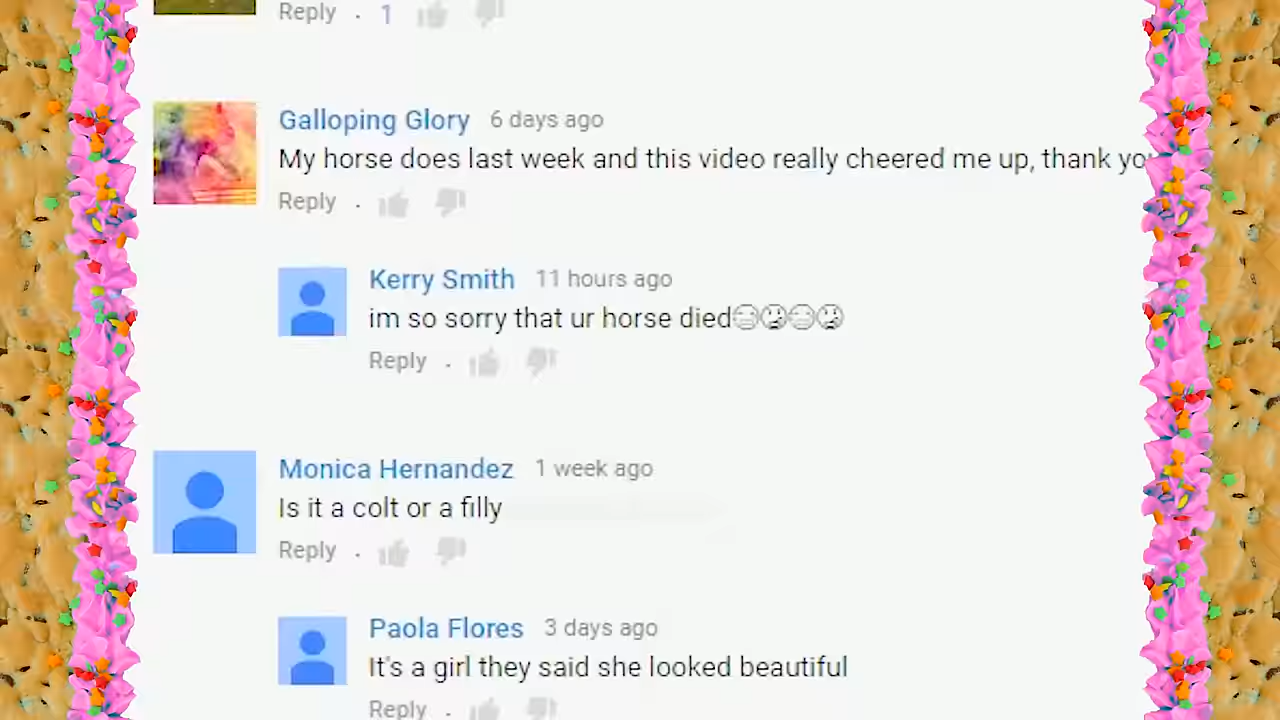 Reply . 1
Galloping Glory 6 days ago
My horse does last week and this video really cheered me up, thank
Reply .
Kerry Smith 11 hours ago
im so sorry that ur horse died😑😪😑😪
Reply .
Monica Hernandez 1 week ago
Is it a colt or a filly
Reply .
Paola Flores 3 days ago
It's a girl they said she looked beautiful
Reply .